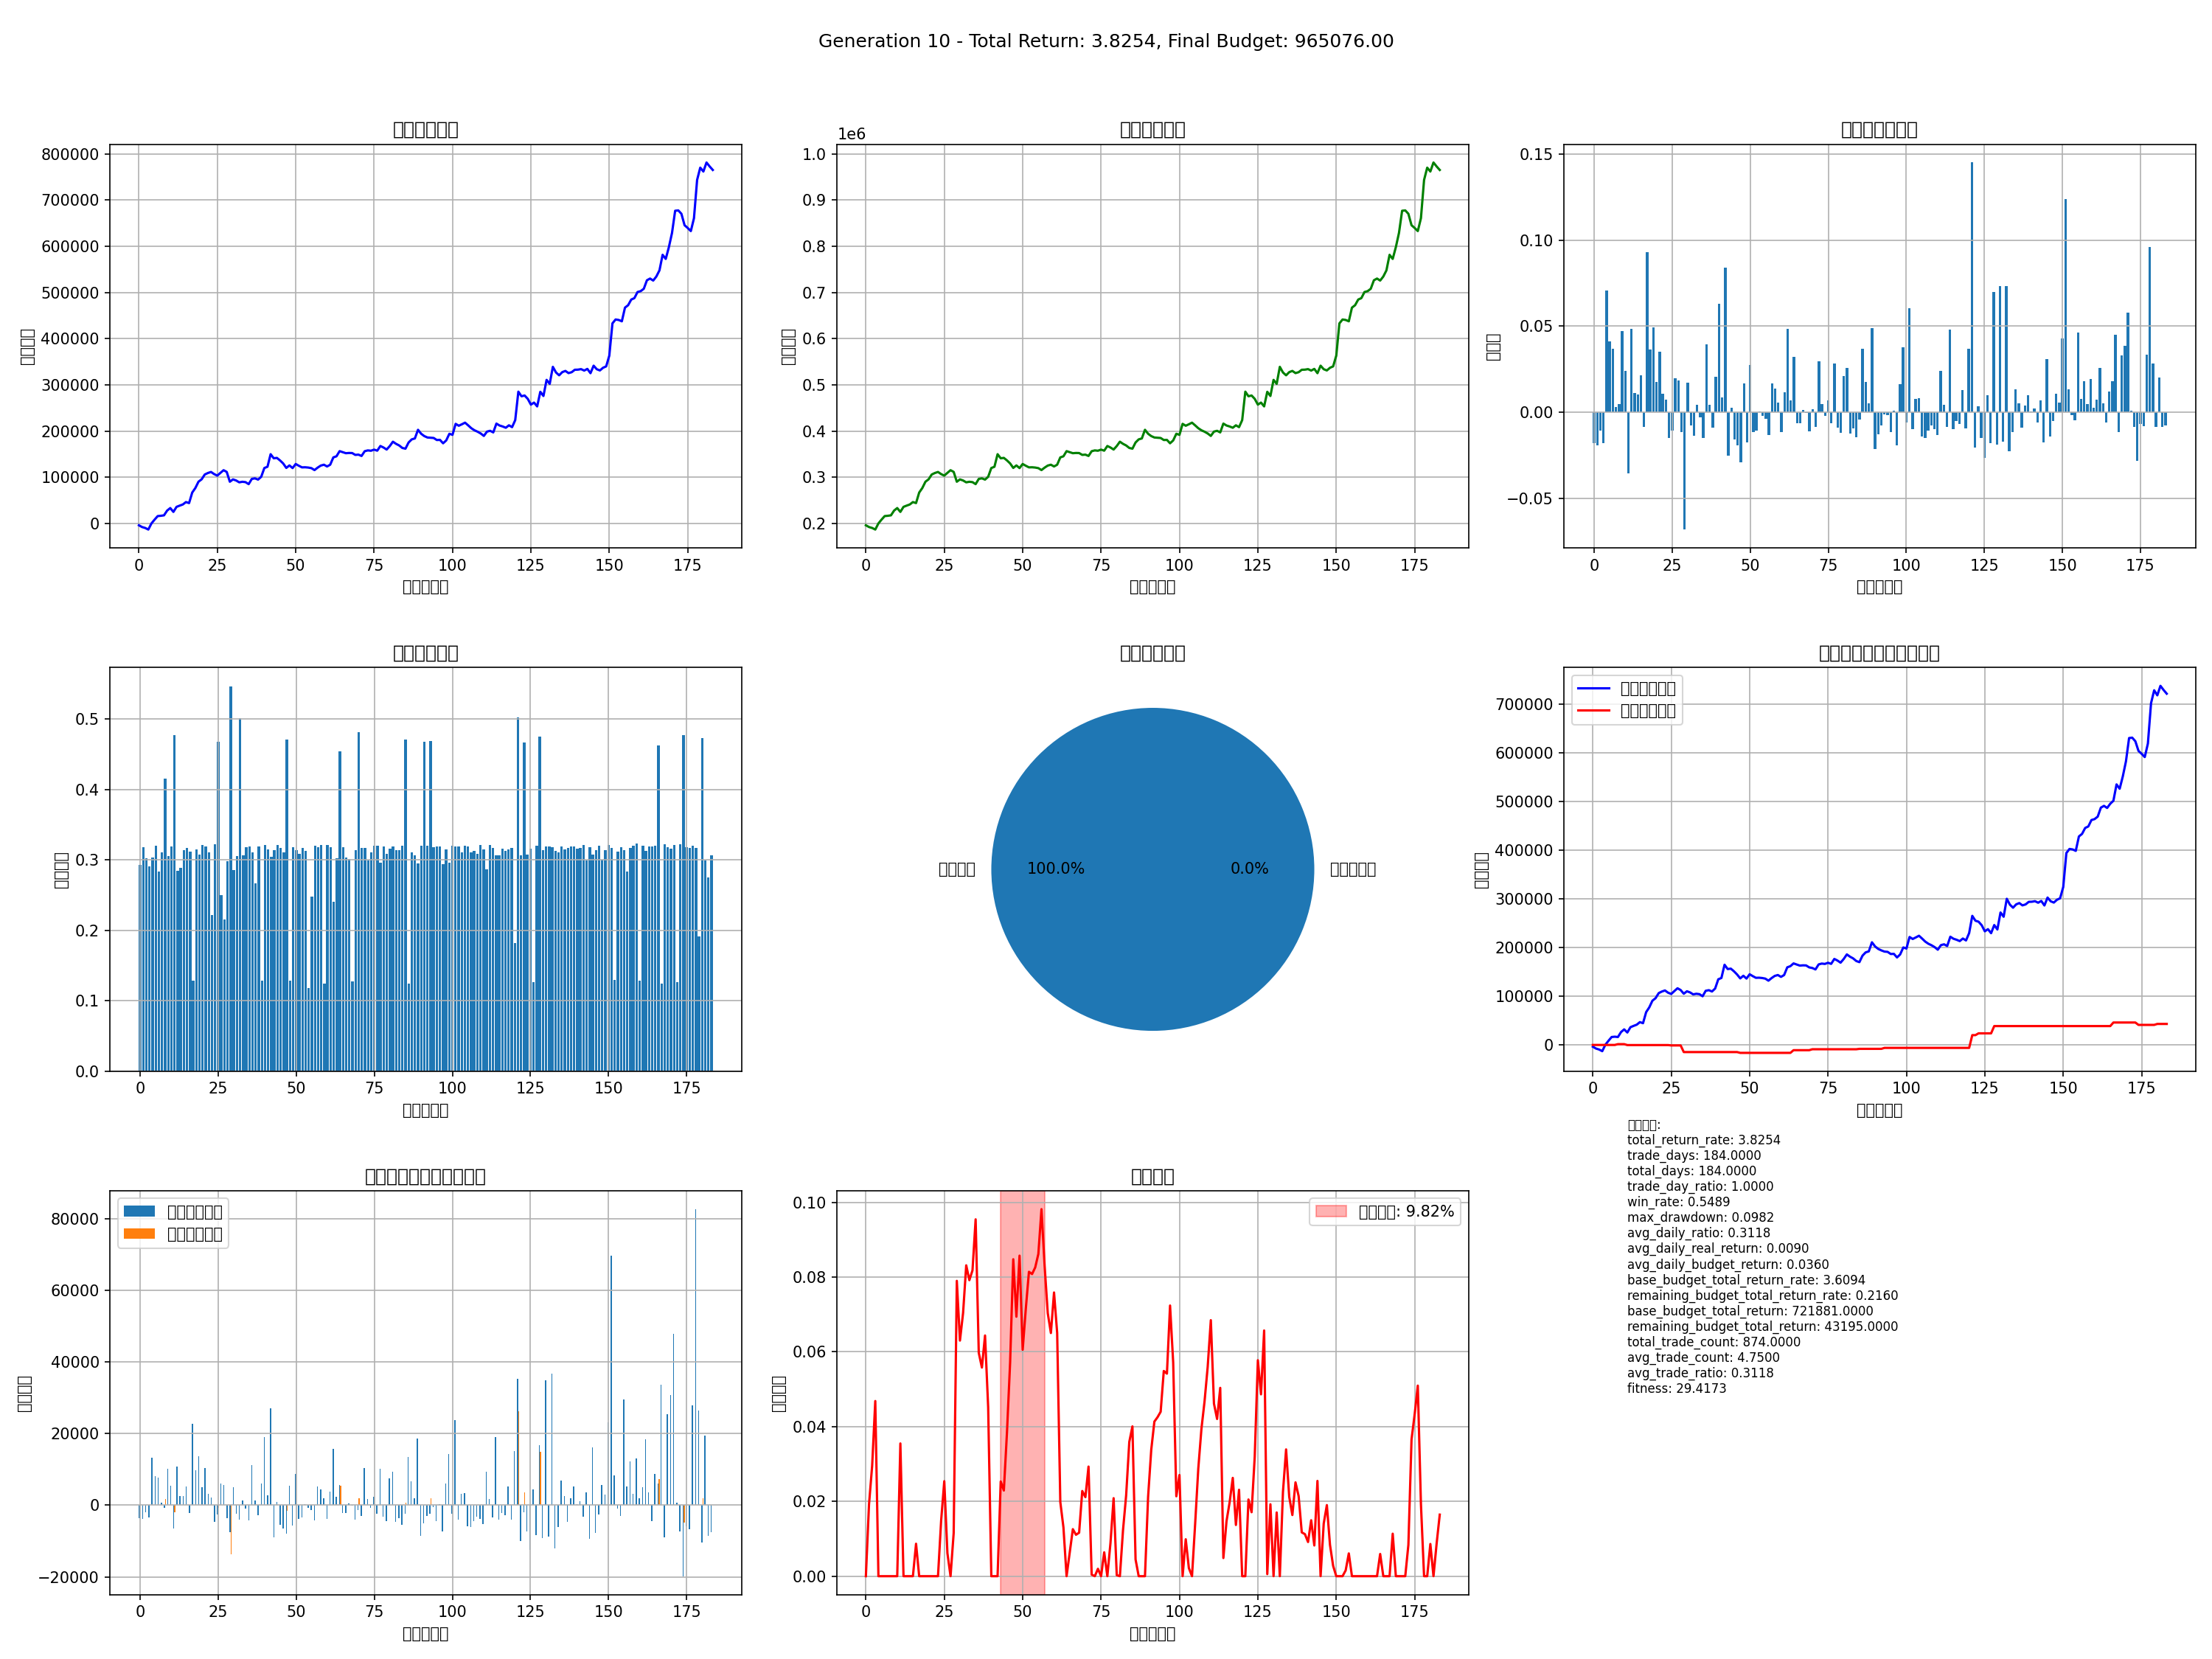 Generation 10 - Total Return: 3.8254, Final Budget: 965076.00
800000
700000
600000
500000
400000
300000
200000
100000
0
0 25 50 75 100 125 150 175
1e6
1.0
0.9
0.8
0.7
0.6
0.5
0.4
0.3
0.2
0 25 50 75 100 125 150 175
0.15
0.10
0.05
0.00
−0.05
0 25 50 75 100 125 150 175
0.5
0.4
0.3
0.2
0.1
0.0
0 25 50 75 100 125 150 175
100.0%
0.0%
700000
600000
500000
400000
300000
200000
100000
0
0 25 50 75 100 125 150 175
80000
60000
40000
20000
0
−20000
0 25 50 75 100 125 150 175
9.82%
0.10
0.08
0.06
0.04
0.02
0.00
0 25 50 75 100 125 150 175
total_return_rate: 3.8254
trade_days: 184.0000
total_days: 184.0000
trade_day_ratio: 1.0000
win_rate: 0.5489
max_drawdown: 0.0982
avg_daily_ratio: 0.3118
avg_daily_real_return: 0.0090
avg_daily_budget_return: 0.0360
base_budget_total_return_rate: 3.6094
remaining_budget_total_return_rate: 0.2160
base_budget_total_return: 721881.0000
remaining_budget_total_return: 43195.0000
total_trade_count: 874.0000
avg_trade_count: 4.7500
avg_trade_ratio: 0.3118
fitness: 29.4173